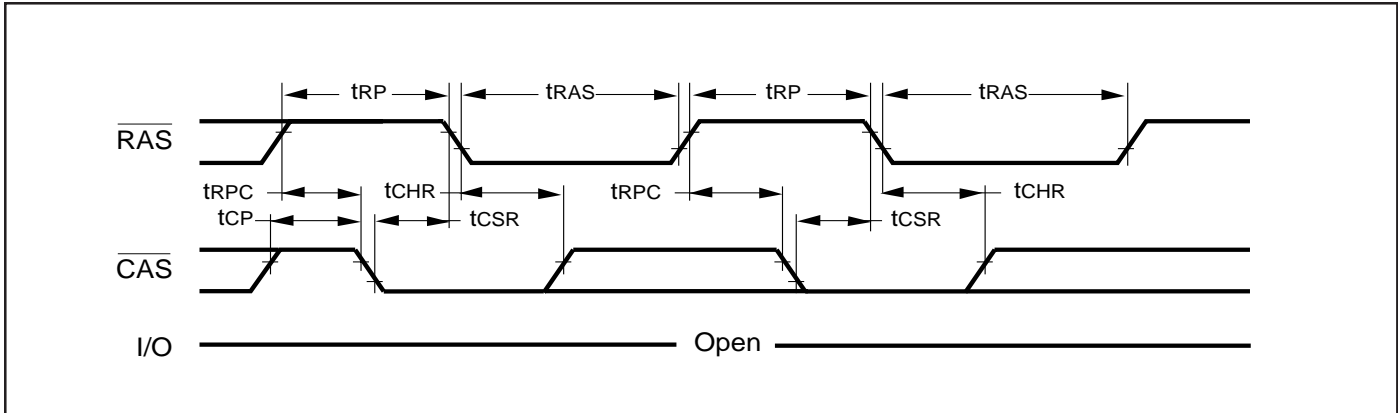 tRP tRAS tRP tRAS
RAS
tRPC tCHR tRPC tCHR
tCP tCSR tCSR
CAS
I/O Open